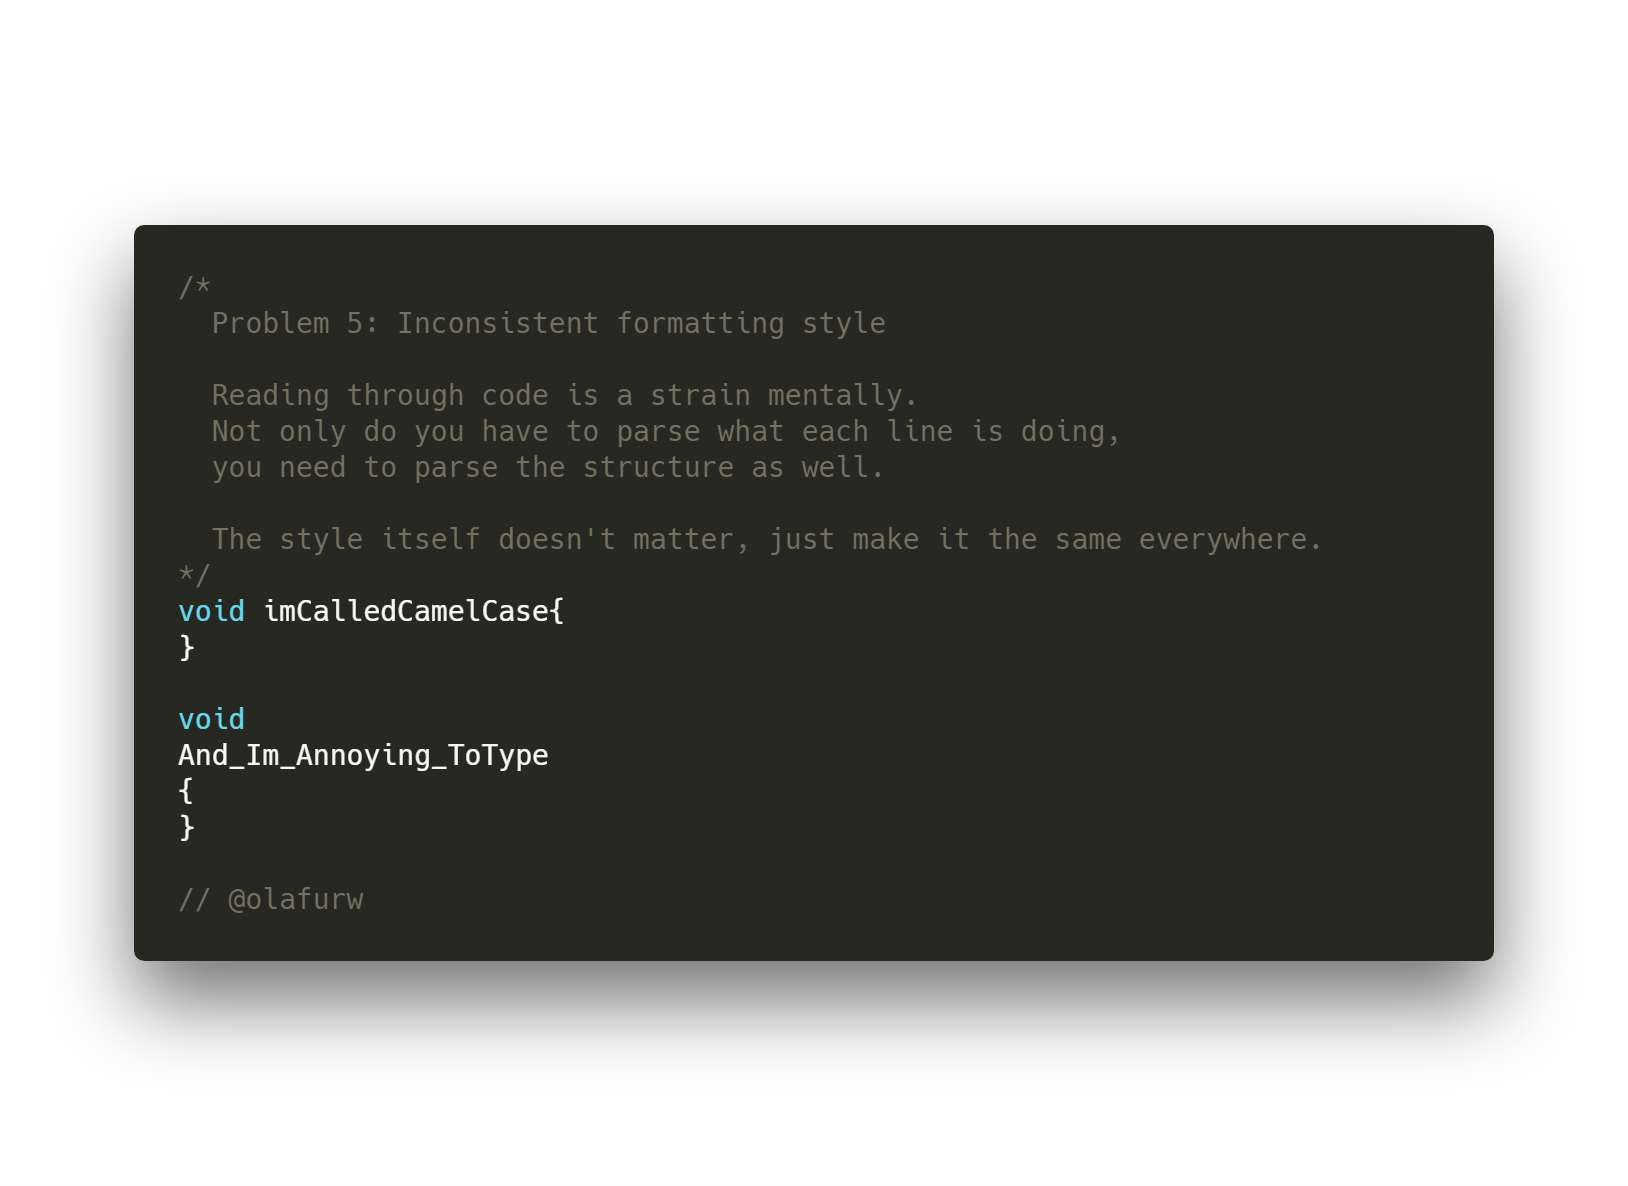 /*
  Problem 5: Inconsistent formatting style

  Reading through code is a strain mentally.
  Not only do you have to parse what each line is doing,
  you need to parse the structure as well.

  The style itself doesn't matter, just make it the same everywhere.
*/
void imCalledCamelCase{
}

void
And_Im_Annoying_ToType
{
}

// @olafurw